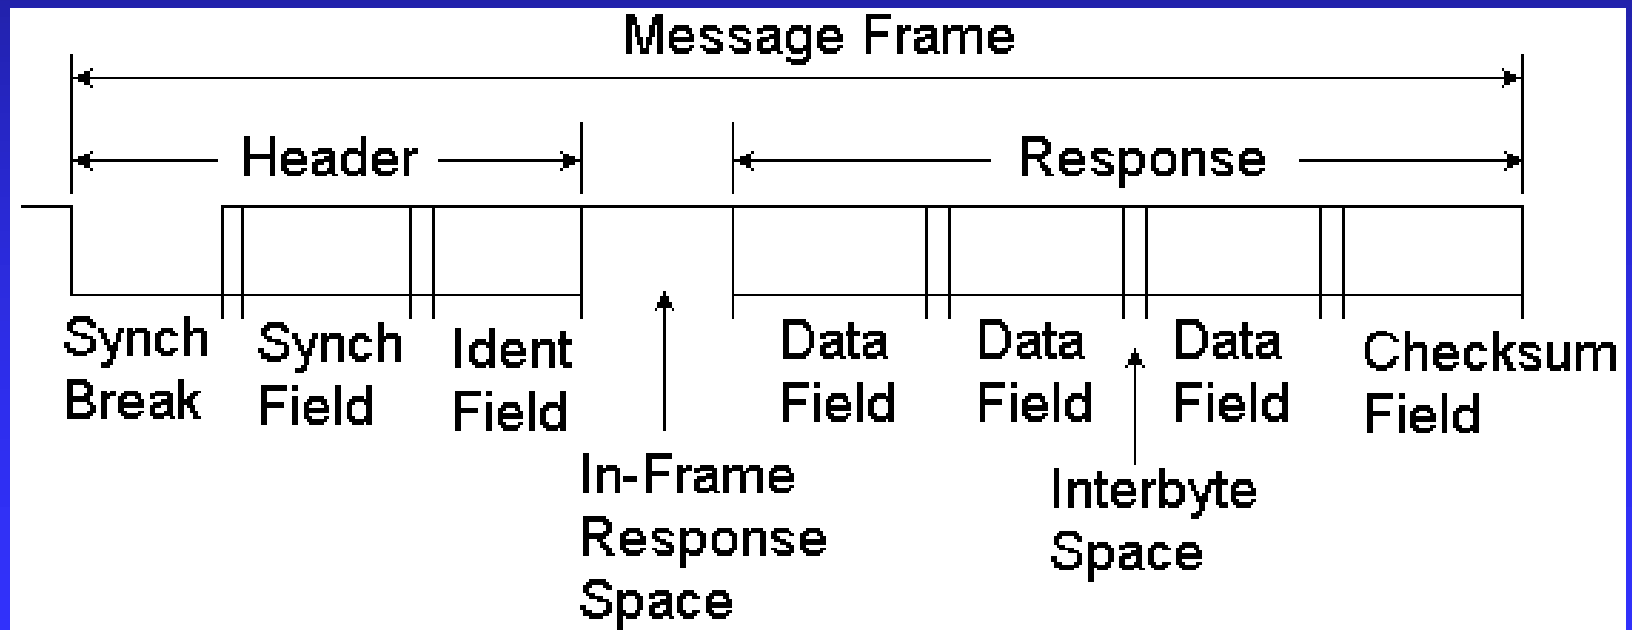 Message Frame
Header
Response
Synch
Break
Synch
Field
Ident
Field
Data
Field
Data
Field
Data
Field
Checksum
Field
In-Frame
Response
Space
Interbyte
Space